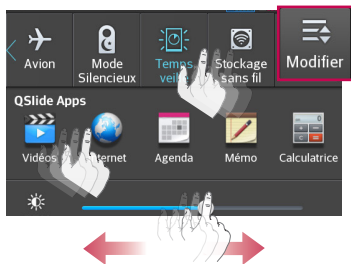 Avion
Mode Silencieux
Temps veille
Stockage sans fil
Modifier
QSlide Apps
Vidéos
Internet
Agenda
Mémo
Calculatrice